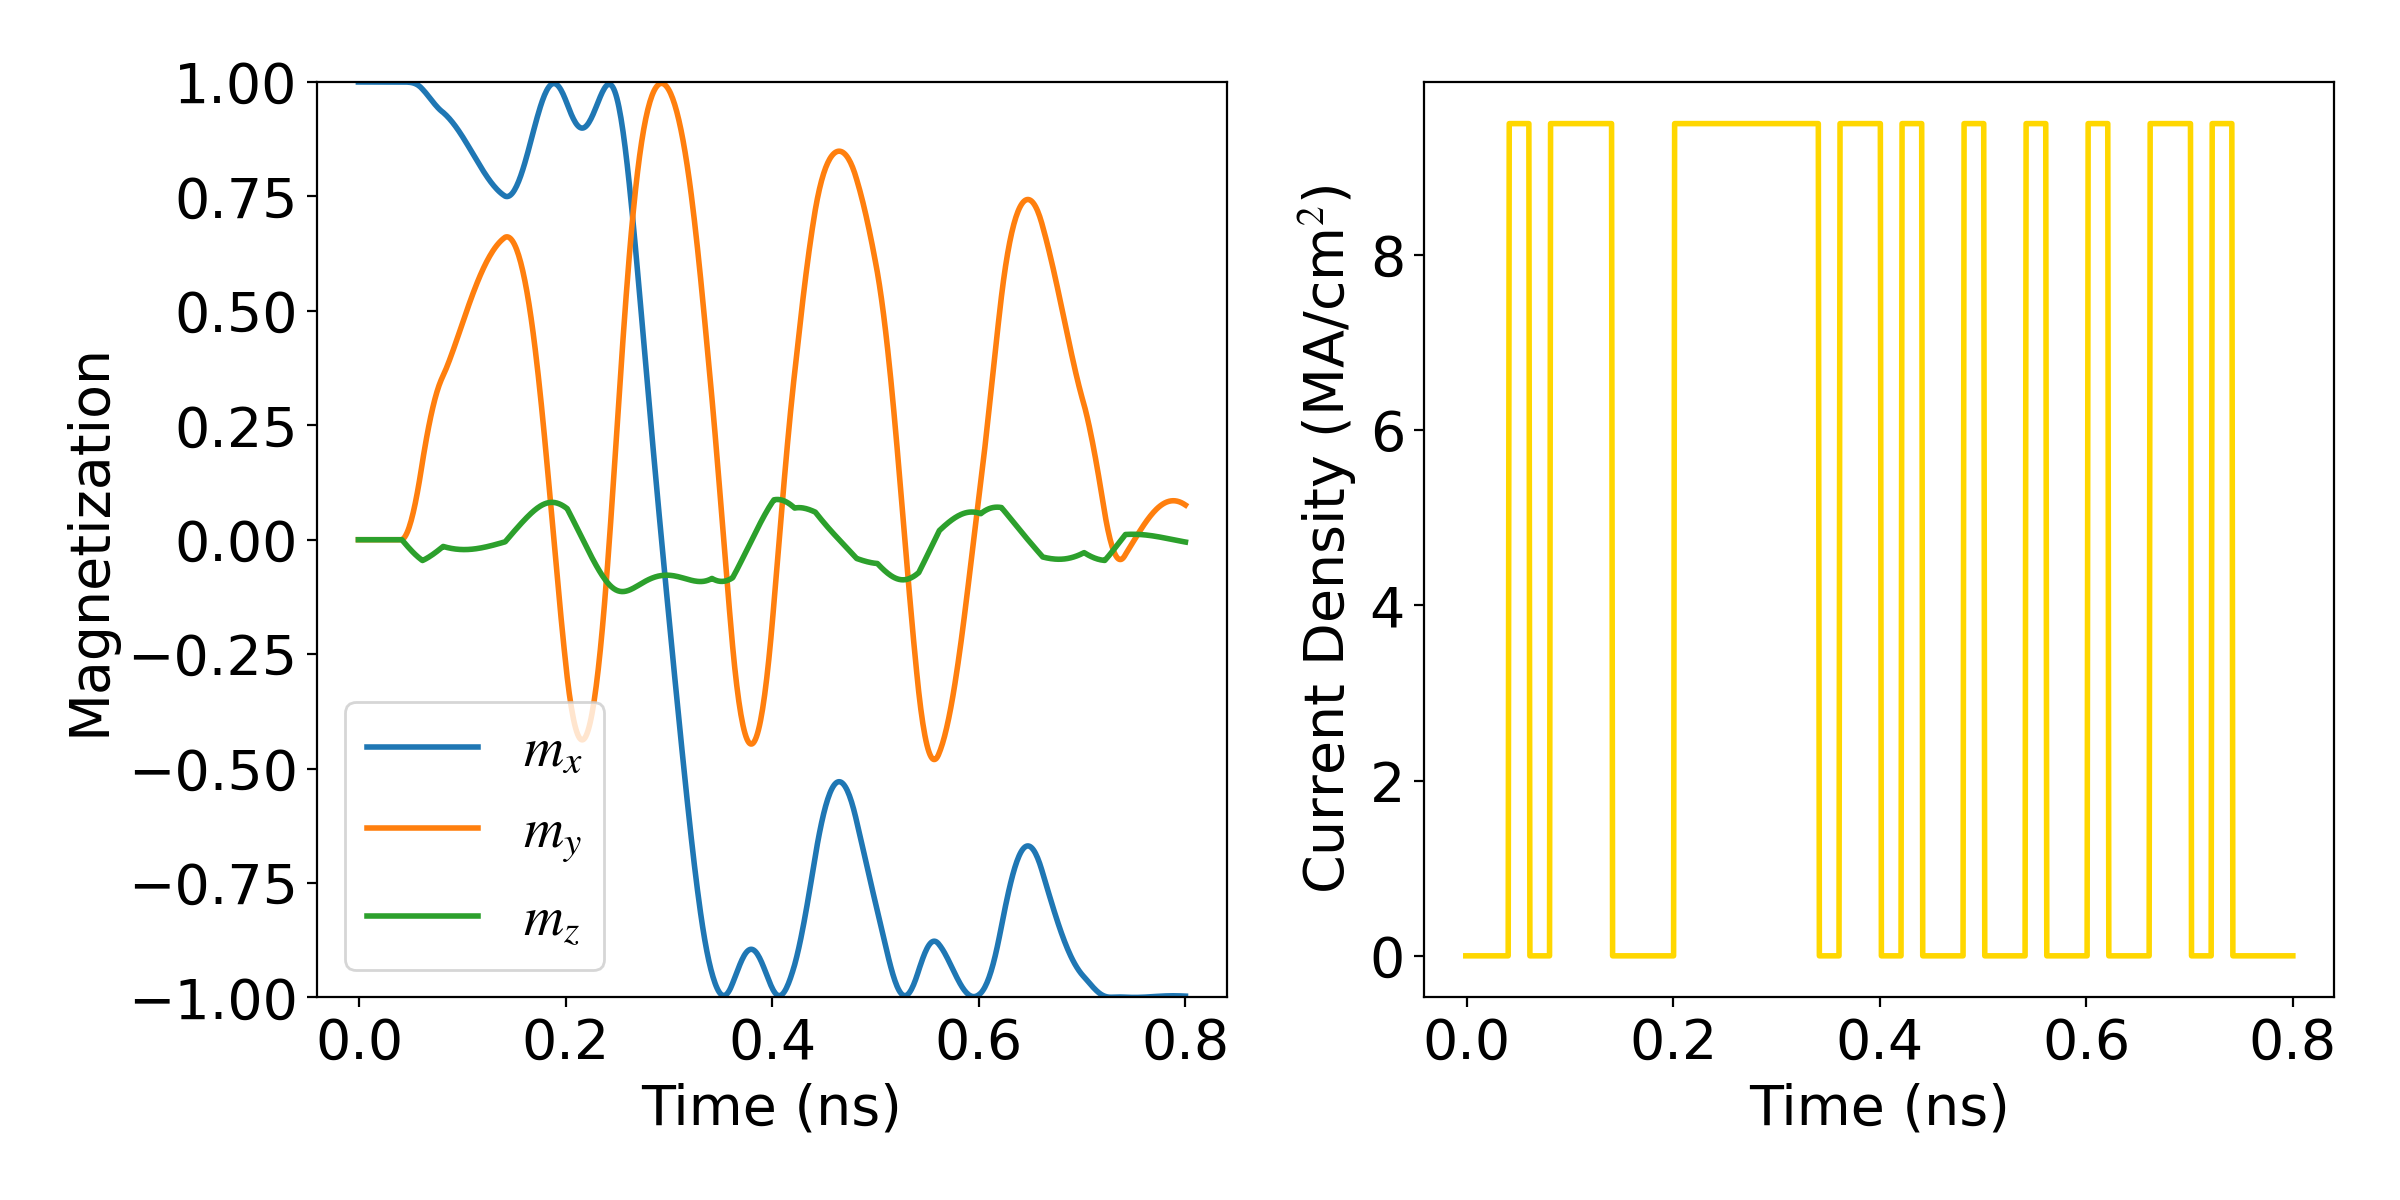 Magnetization
1.00
0.75
0.50
0.25
0.00
−0.25
−0.50
−0.75
−1.00
0.0 0.2 0.4 0.6 0.8
Time (ns)
m_x
m_y
m_z
Current Density (MA/cm²)
8
6
4
2
0
0.0 0.2 0.4 0.6 0.8
Time (ns)